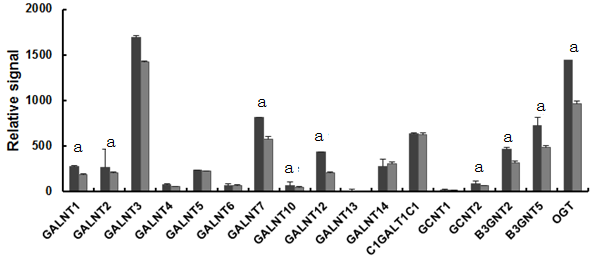 2000
1500
1000
500
0
Relative signal
a
a
a
a
a
a
a
a
a
GALNT1
GALNT2
GALNT3
GALNT4
GALNT5
GALNT6
GALNT7
GALNT10
GALNT12
GALNT13
GALNT14
C1GALT1C1
GCNT1
GCNT2
B3GNT2
B3GNT5
OGT